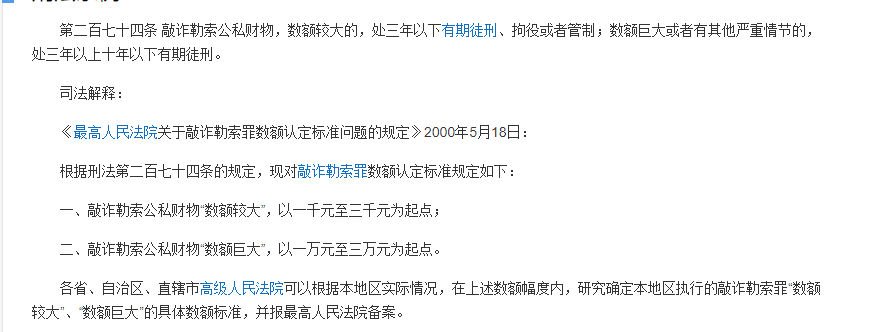 第二百七十四条 敲诈勒索公私财物，数额较大的，处三年以下有期徒刑、拘役或者管制；数额巨大或者有其他严重情节的，
处三年以上十年以下有期徒刑。
司法解释：
《最高人民法院关于敲诈勒索罪数额认定标准问题的规定》2000年5月18日：
根据刑法第二百七十四条的规定，现对敲诈勒索罪数额认定标准规定如下：
一、敲诈勒索公私财物“数额较大”，以一千元至三千元为起点；
二、敲诈勒索公私财物“数额巨大”，以一万元至三万元为起点。
各省、自治区、直辖市高级人民法院可以根据本地区实际情况，在上述数额幅度内，研究确定本地区执行的敲诈勒索罪“数额
较大”、“数额巨大”的具体数额标准，并报最高人民法院备案。